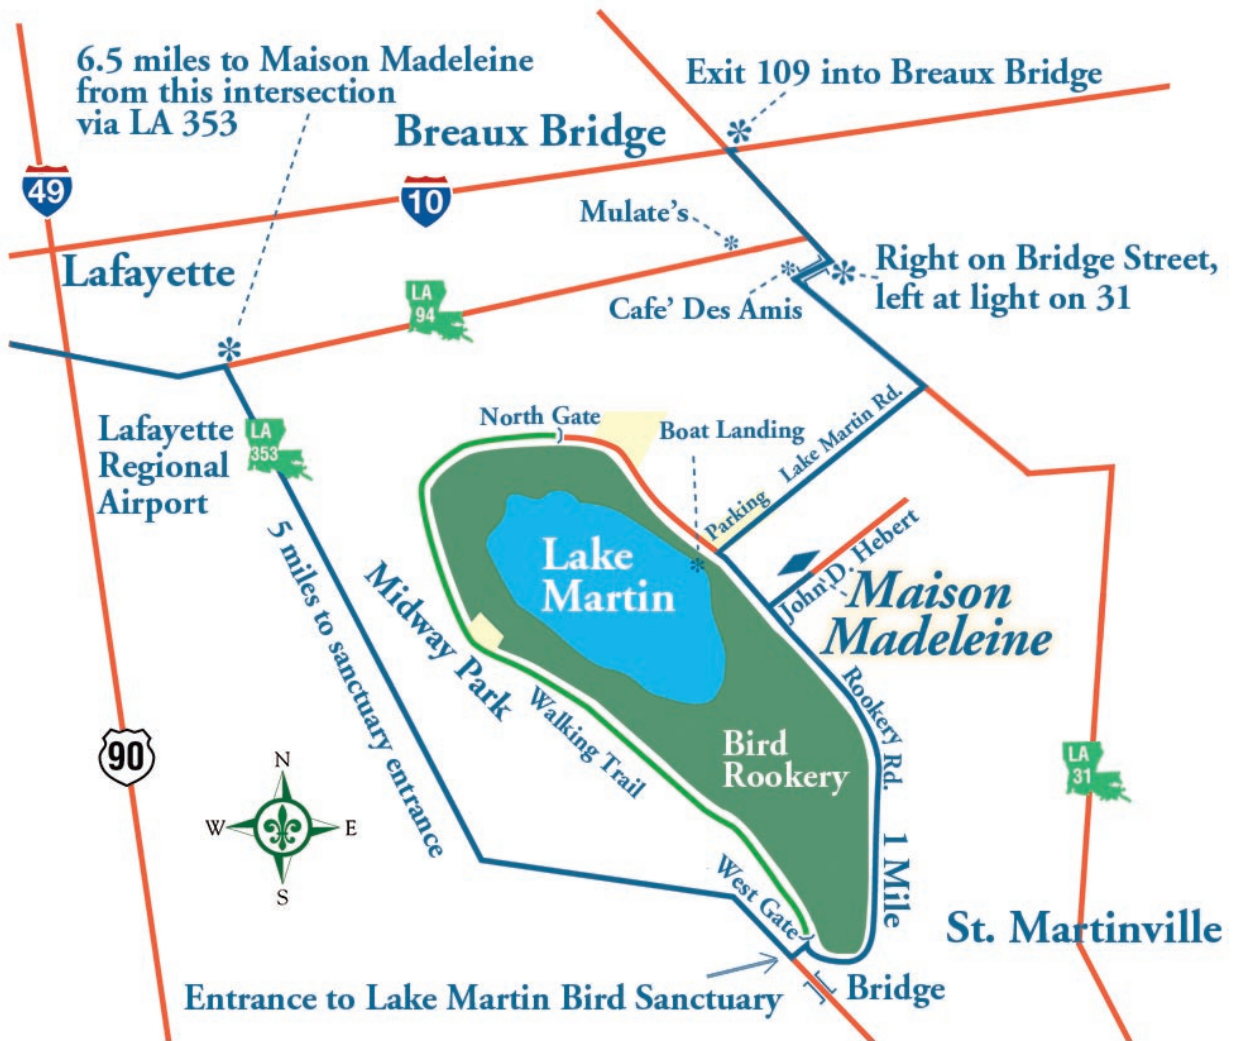 6.5 miles to Maison Madeleine
from this intersection
via LA 353
Exit 109 into Breaux Bridge
Breaux Bridge
49
10
Mulate's
Lafayette
Right on Bridge Street,
left at light on 31
LA
94
Cafe' Des Amis
Lafayette
Regional
Airport
LA
353
North Gate
Boat Landing
Lake Martin Rd.
Parking
Lake
Martin
John D. Hebert
Maison
Madeleine
5 miles to sanctuary entrance
Midway Park
Walking Trail
Rookery Rd.
Bird
Rookery
90
LA
31
N
W
E
S
1 Mile
West Gate
St. Martinville
Entrance to Lake Martin Bird Sanctuary
Bridge